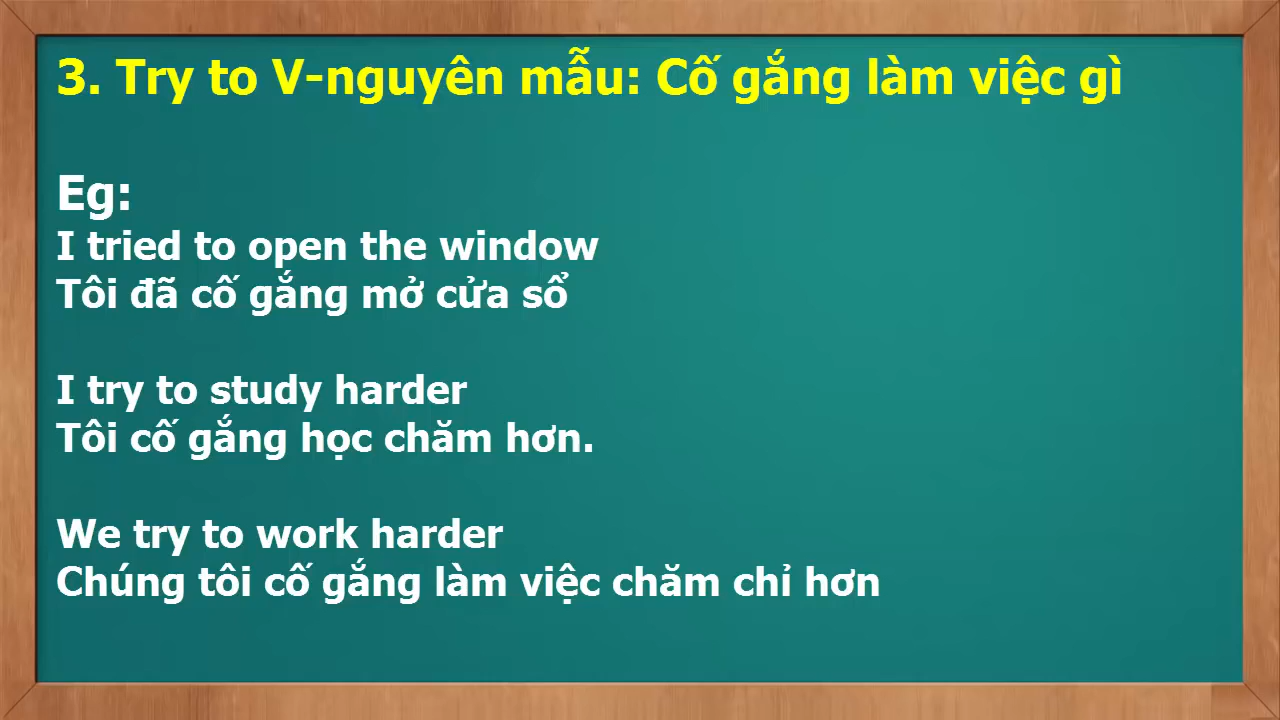 3. Try to V-nguyên mẫu: Cố gắng làm việc gì
Eg:
I tried to open the window
Tôi đã cố gắng mở cửa sổ
I try to study harder
Tôi cố gắng học chăm hơn.
We try to work harder
Chúng tôi cố gắng làm việc chăm chỉ hơn